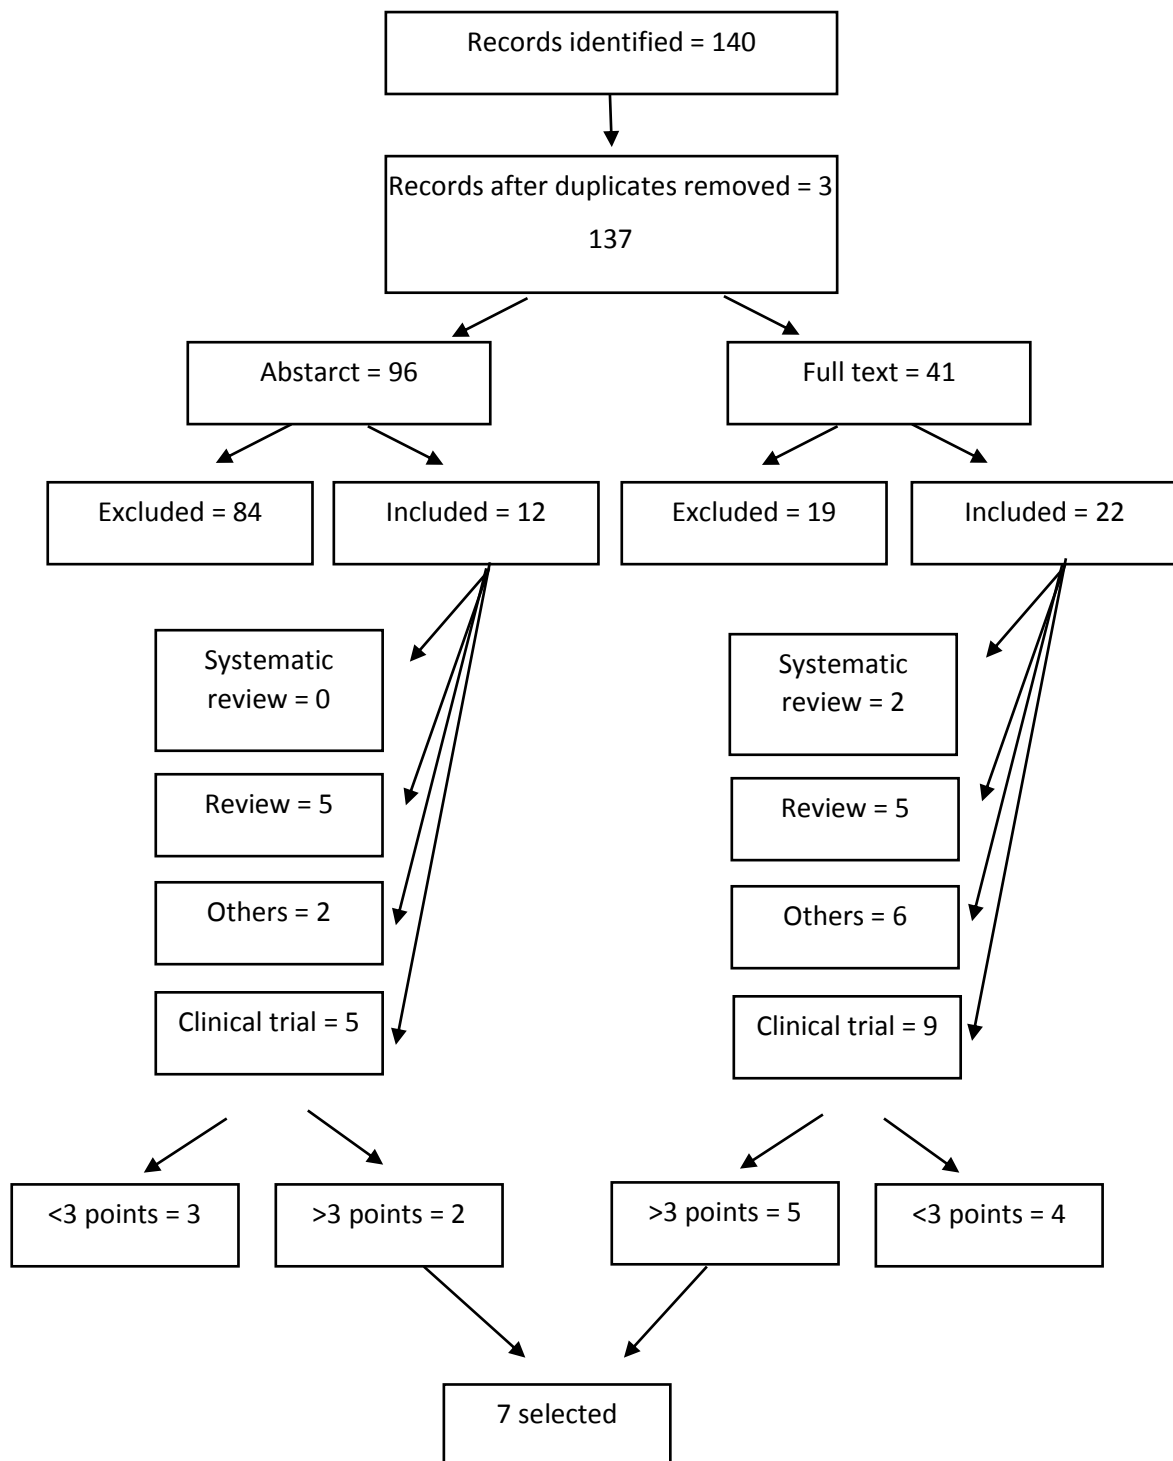 Records identified = 140
Records after duplicates removed = 3
137
Abstarct = 96
Full text = 41
Excluded = 84
Included = 12
Excluded = 19
Included = 22
Systematic
review = 0
Systematic
review = 2
Review = 5
Review = 5
Others = 2
Others = 6
Clinical trial = 5
Clinical trial = 9
<3 points = 3
>3 points = 2
>3 points = 5
<3 points = 4
7 selected